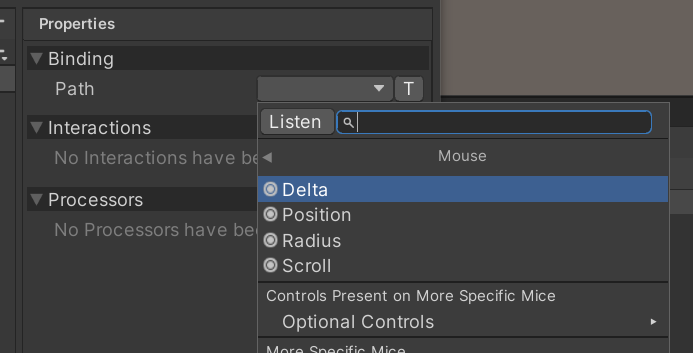 Properties
Binding
Path
T
Listen
Interactions
No Interactions have be
Mouse
Delta
Processors
Position
No Processors have be
Radius
Scroll
Controls Present on More Specific Mice
Optional Controls
More Specific Mice